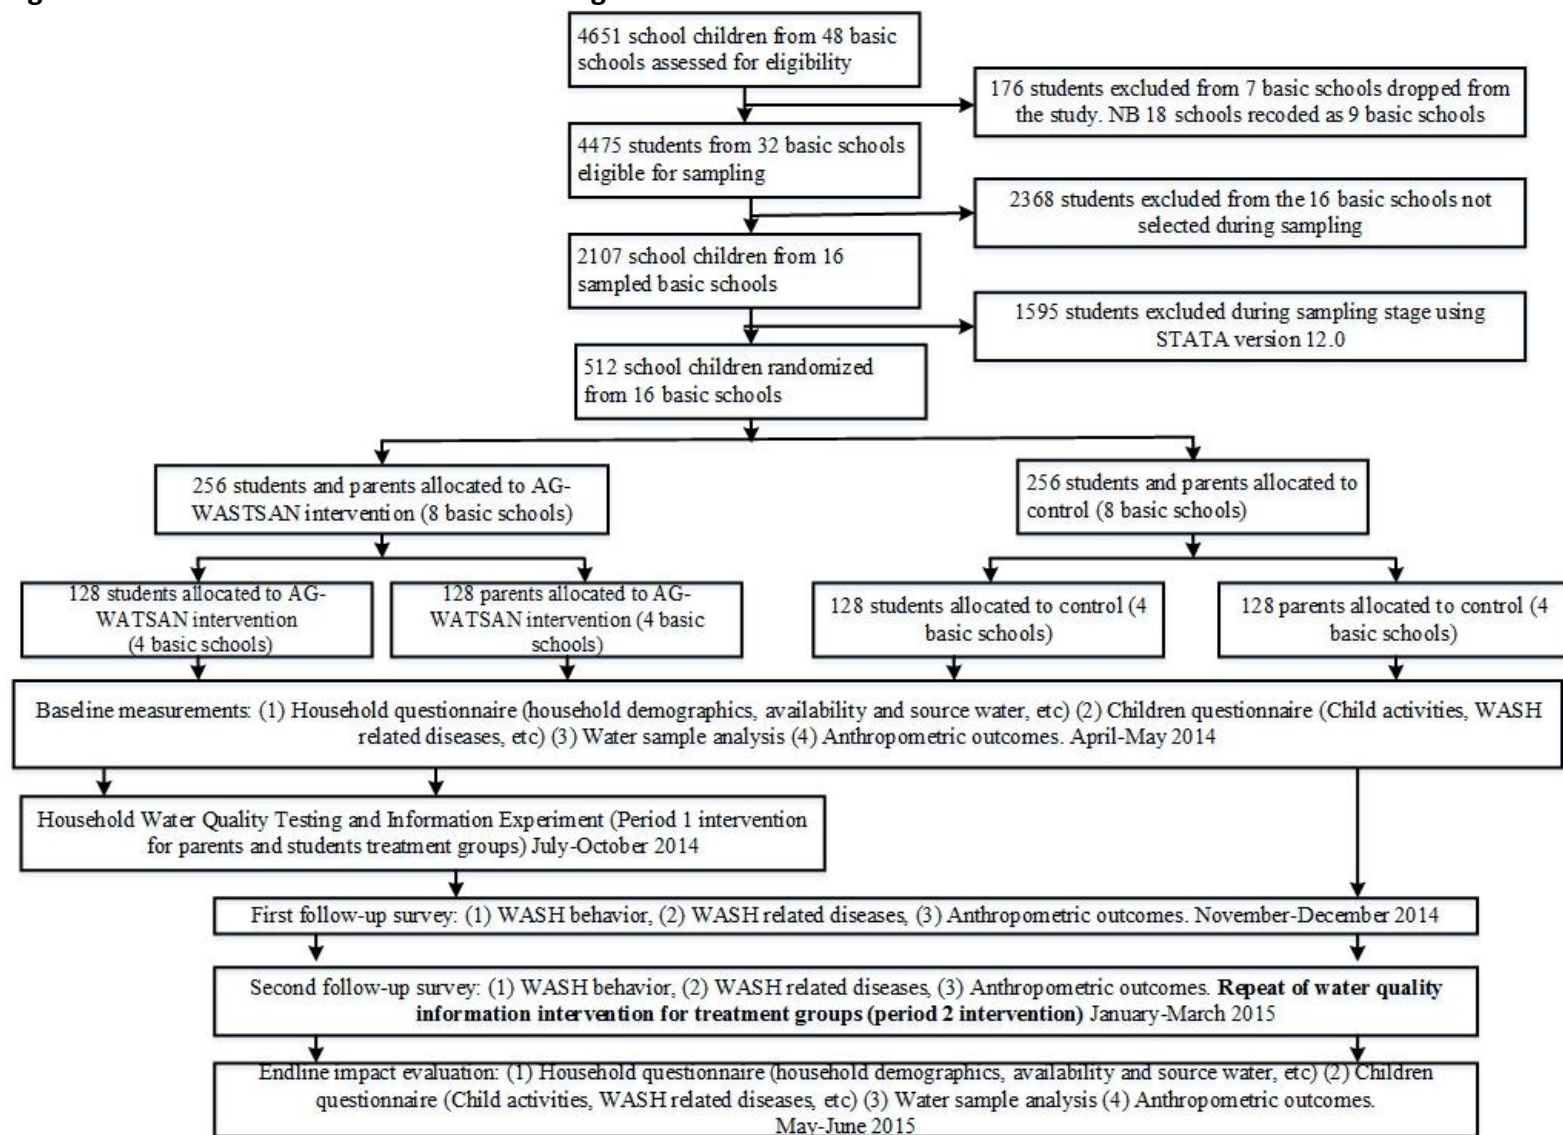 4651 school children from 48 basic
schools assessed for eligibility
176 students excluded from 7 basic schools dropped from
the study. NB 18 schools recoded as 9 basic schools
4475 students from 32 basic schools
eligible for sampling
2368 students excluded from the 16 basic schools not
selected during sampling
2107 school children from 16
sampled basic schools
1595 students excluded during sampling stage using
STATA version 12.0
512 school children randomized
from 16 basic schools
256 students and parents allocated to AG-
WASTSAN intervention (8 basic schools)
256 students and parents allocated to
control (8 basic schools)
128 students allocated to AG-
WATSAN intervention
(4 basic schools)
128 parents allocated to AG-
WATSAN intervention (4 basic
schools)
128 students allocated to control (4
basic schools)
128 parents allocated to control (4
basic schools)
Baseline measurements: (1) Household questionnaire (household demographics, availability and source water, etc) (2) Children questionnaire (Child activities, WASH
related diseases, etc) (3) Water sample analysis (4) Anthropometric outcomes. April-May 2014
Household Water Quality Testing and Information Experiment (Period 1 intervention
for parents and students treatment groups) July-October 2014
First follow-up survey: (1) WASH behavior, (2) WASH related diseases, (3) Anthropometric outcomes. November-December 2014
Second follow-up survey: (1) WASH behavior, (2) WASH related diseases, (3) Anthropometric outcomes. Repeat of water quality
information intervention for treatment groups (period 2 intervention) January-March 2015
Endline impact evaluation: (1) Household questionnaire (household demographics, availability and source water, etc) (2) Children
questionnaire (Child activities, WASH related diseases, etc) (3) Water sample analysis (4) Anthropometric outcomes.
May-June 2015